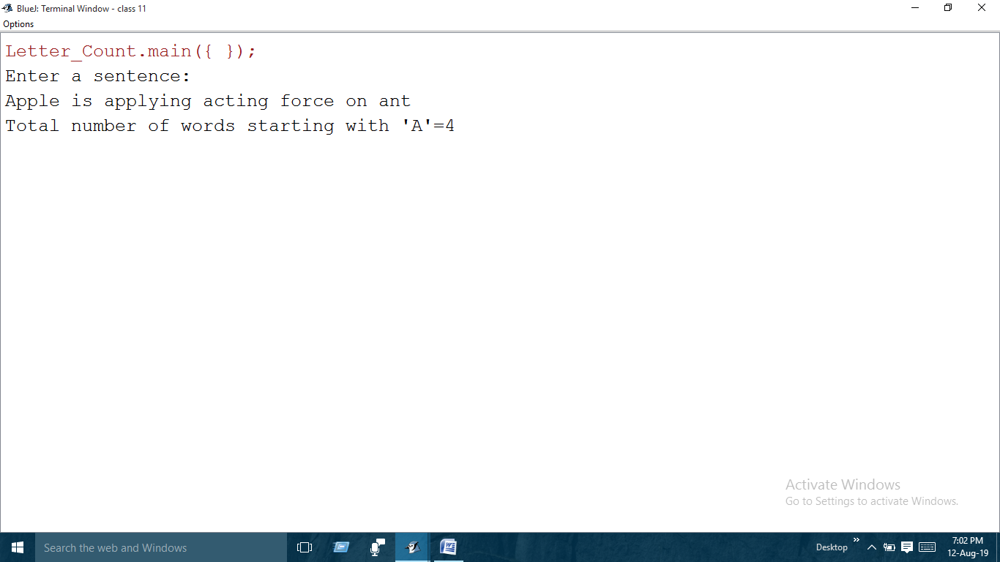 BlueJ: Terminal Window - class 11
Options
Letter_Count.main({ });
Enter a sentence:
Apple is applying acting force on ant
Total number of words starting with 'A'=4
Activate Windows
Go to Settings to activate Windows.
Search the web and Windows
Desktop
7:02 PM
12-Aug-19